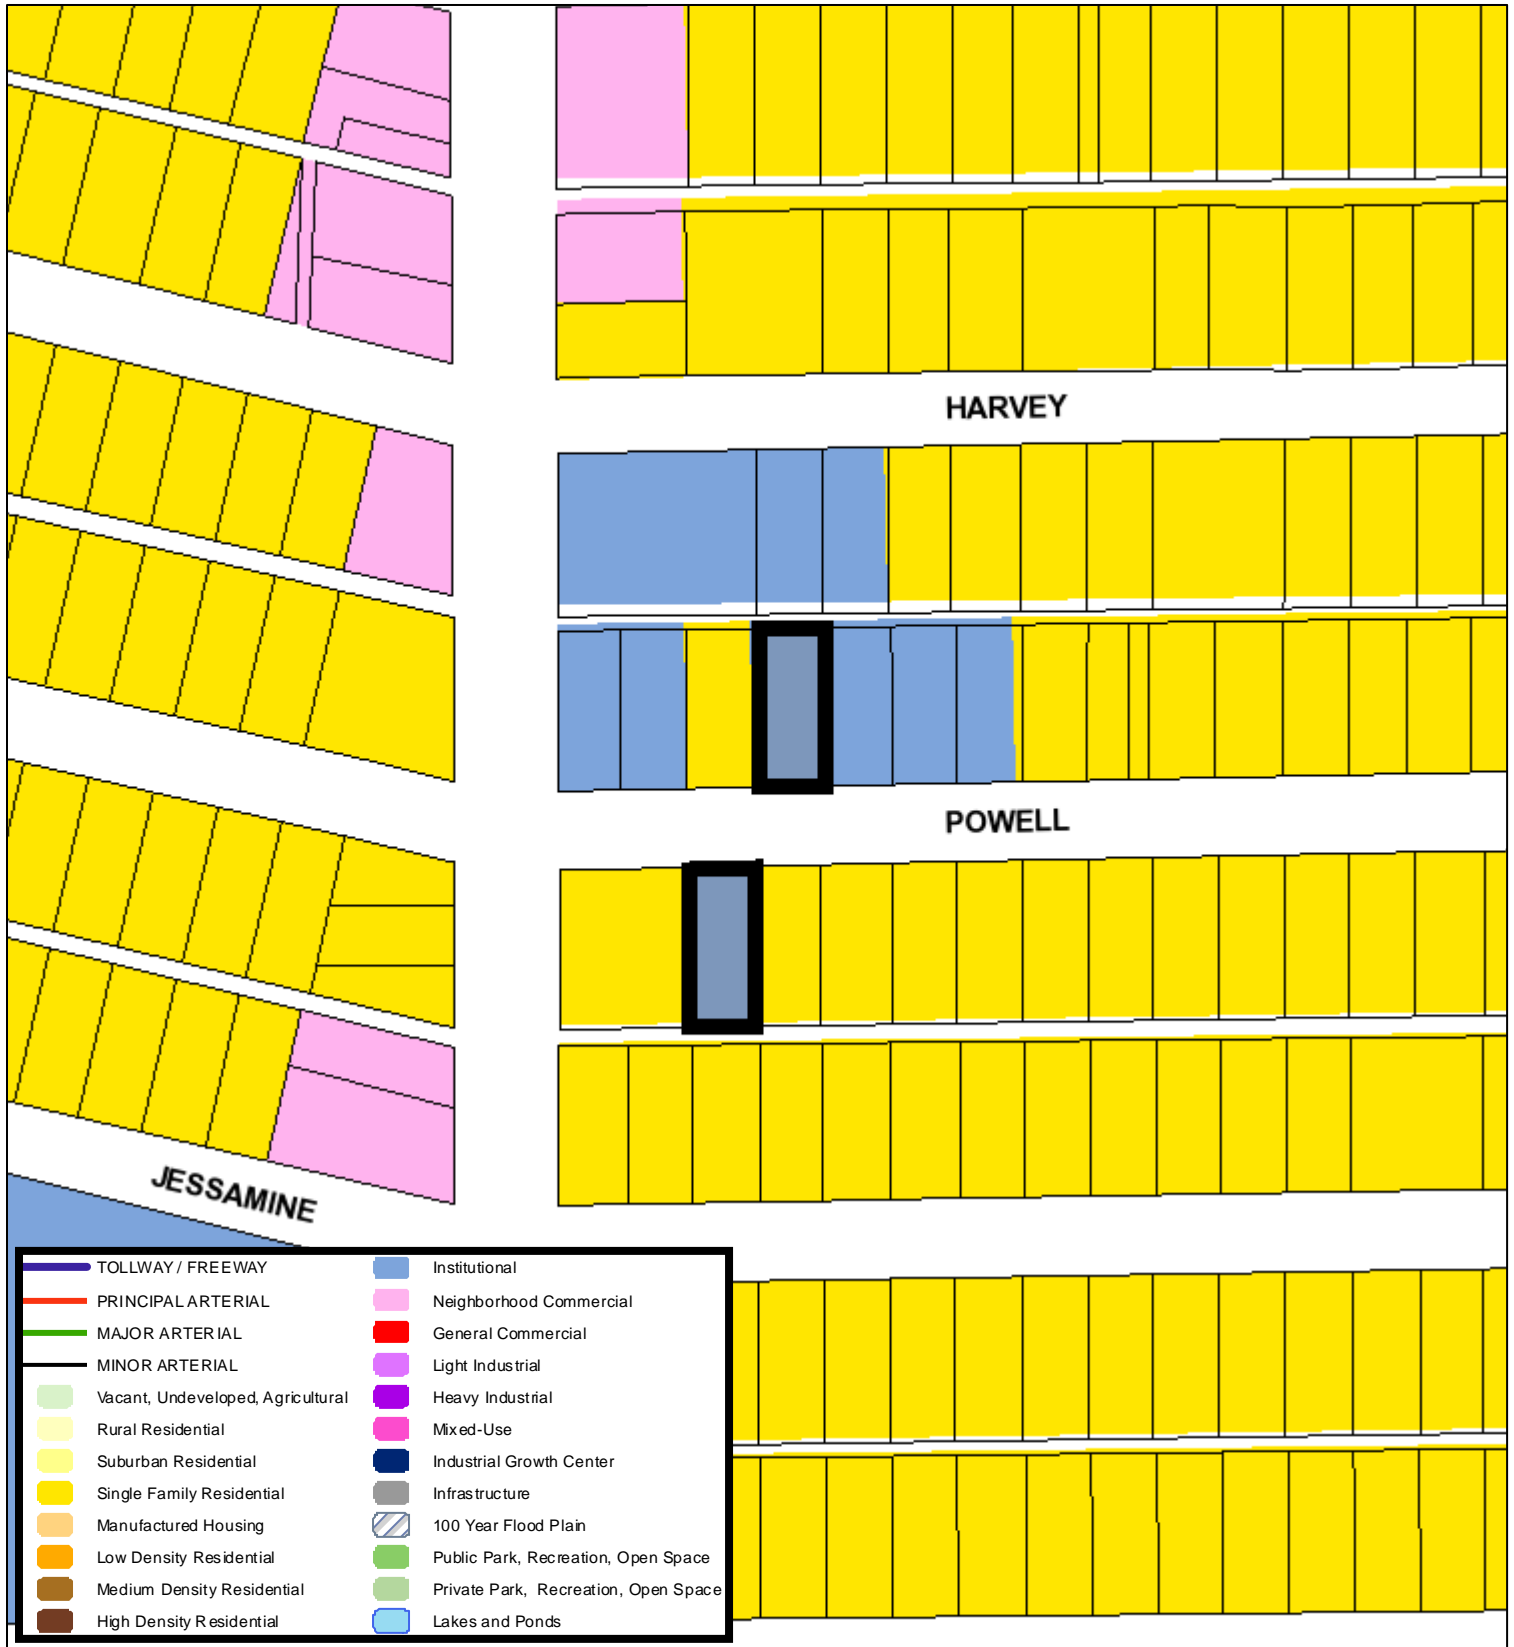 HARVEY
POWELL
JESSAMINE
TOLLWAY / FREEWAY
PRINCIPAL ARTERIAL
MAJOR ARTERIAL
MINOR ARTERIAL
Vacant, Undeveloped, Agricultural
Rural Residential
Suburban Residential
Single Family Residential
Manufactured Housing
Low Density Residential
Medium Density Residential
High Density Residential
Institutional
Neighborhood Commercial
General Commercial
Light Industrial
Heavy Industrial
Mixed-Use
Industrial Growth Center
Infrastructure
100 Year Flood Plain
Public Park, Recreation, Open Space
Private Park, Recreation, Open Space
Lakes and Ponds